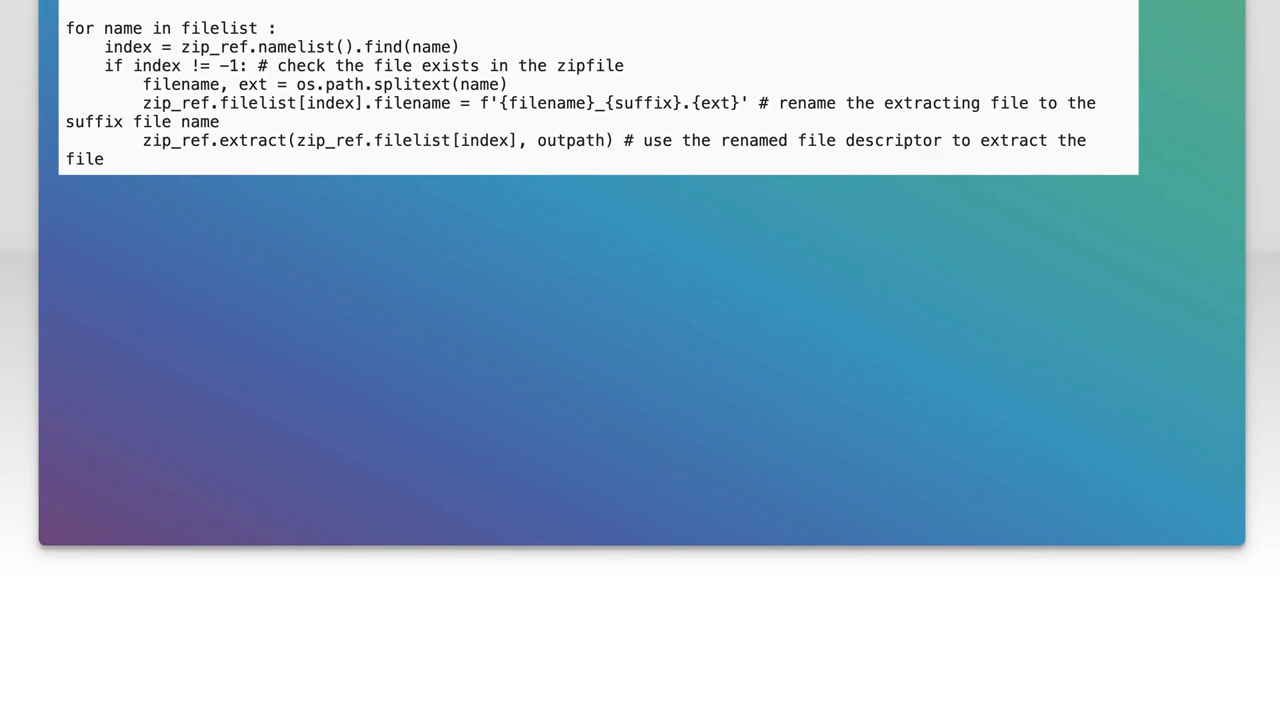 for name in filelist :
    index = zip_ref.namelist().find(name)
    if index != -1: # check the file exists in the zipfile
        filename, ext = os.path.splitext(name)
        zip_ref.filelist[index].filename = f'{filename}_{suffix}.{ext}' # rename the extracting file to the
suffix file name
        zip_ref.extract(zip_ref.filelist[index], outpath) # use the renamed file descriptor to extract the
file